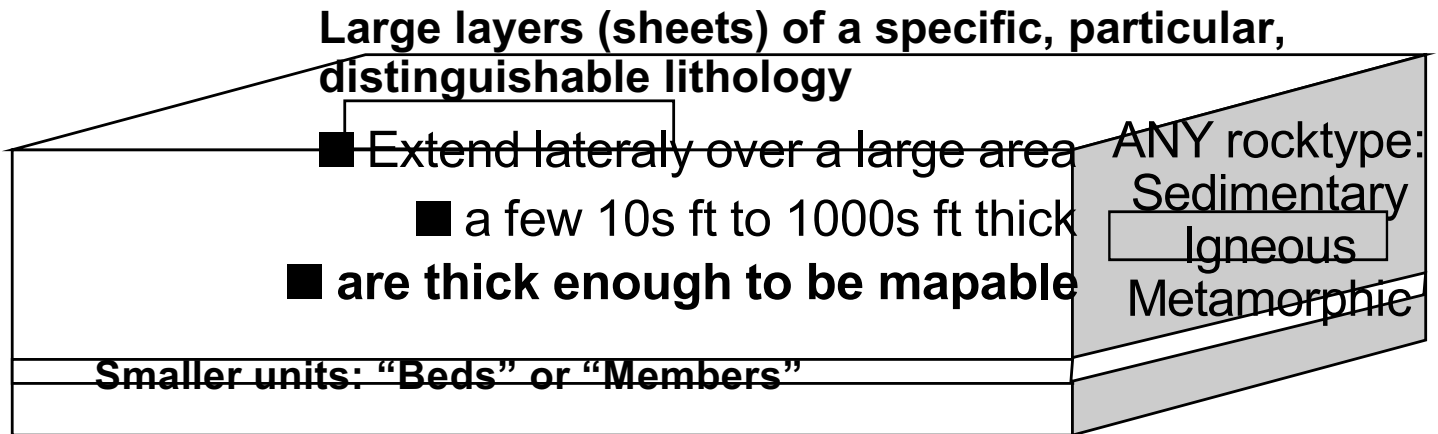 Large layers (sheets) of a specific, particular,
distinguishable lithology
■ Extend lateraly over a large area
■ a few 10s ft to 1000s ft thick
■ are thick enough to be mapable
ANY rocktype:
Sedimentary
Igneous
Metamorphic
Smaller units: “Beds” or “Members”